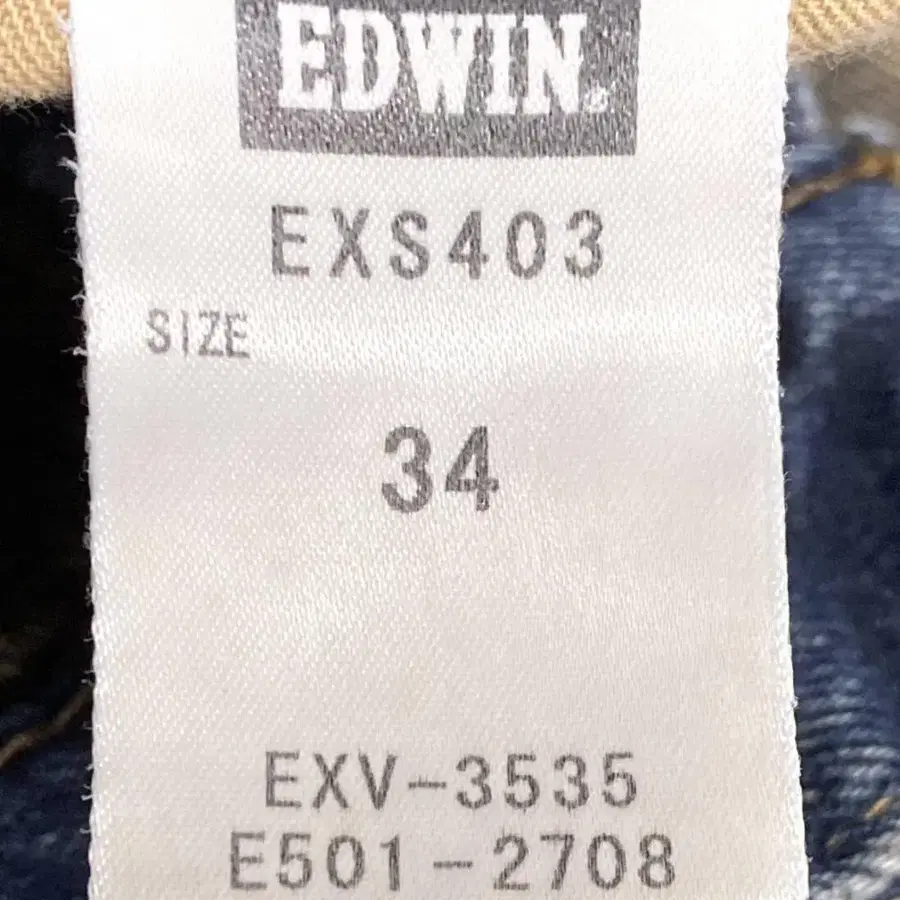 EDWIN®
EXS403
SIZE
34
EXV-3535
E501-2708